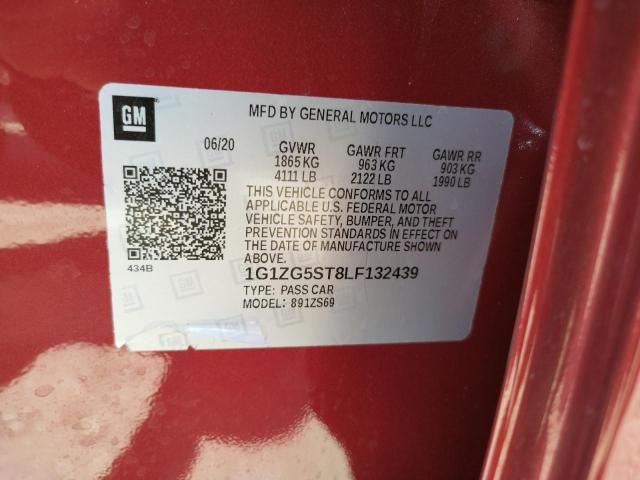 GM
MFD BY GENERAL MOTORS LLC
06/20 GVWR GAWR FRT GAWR RR
1865 KG 963 KG 903 KG
4111 LB 2122 LB 1990 LB
THIS VEHICLE CONFORMS TO ALL
APPLICABLE U.S. FEDERAL MOTOR
VEHICLE SAFETY, BUMPER, AND THEFT
PREVENTION STANDARDS IN EFFECT ON
THE DATE OF MANUFACTURE SHOWN
ABOVE.
434B
1G1ZG5ST8LF132439
TYPE: PASS CAR
MODEL: 891ZS69